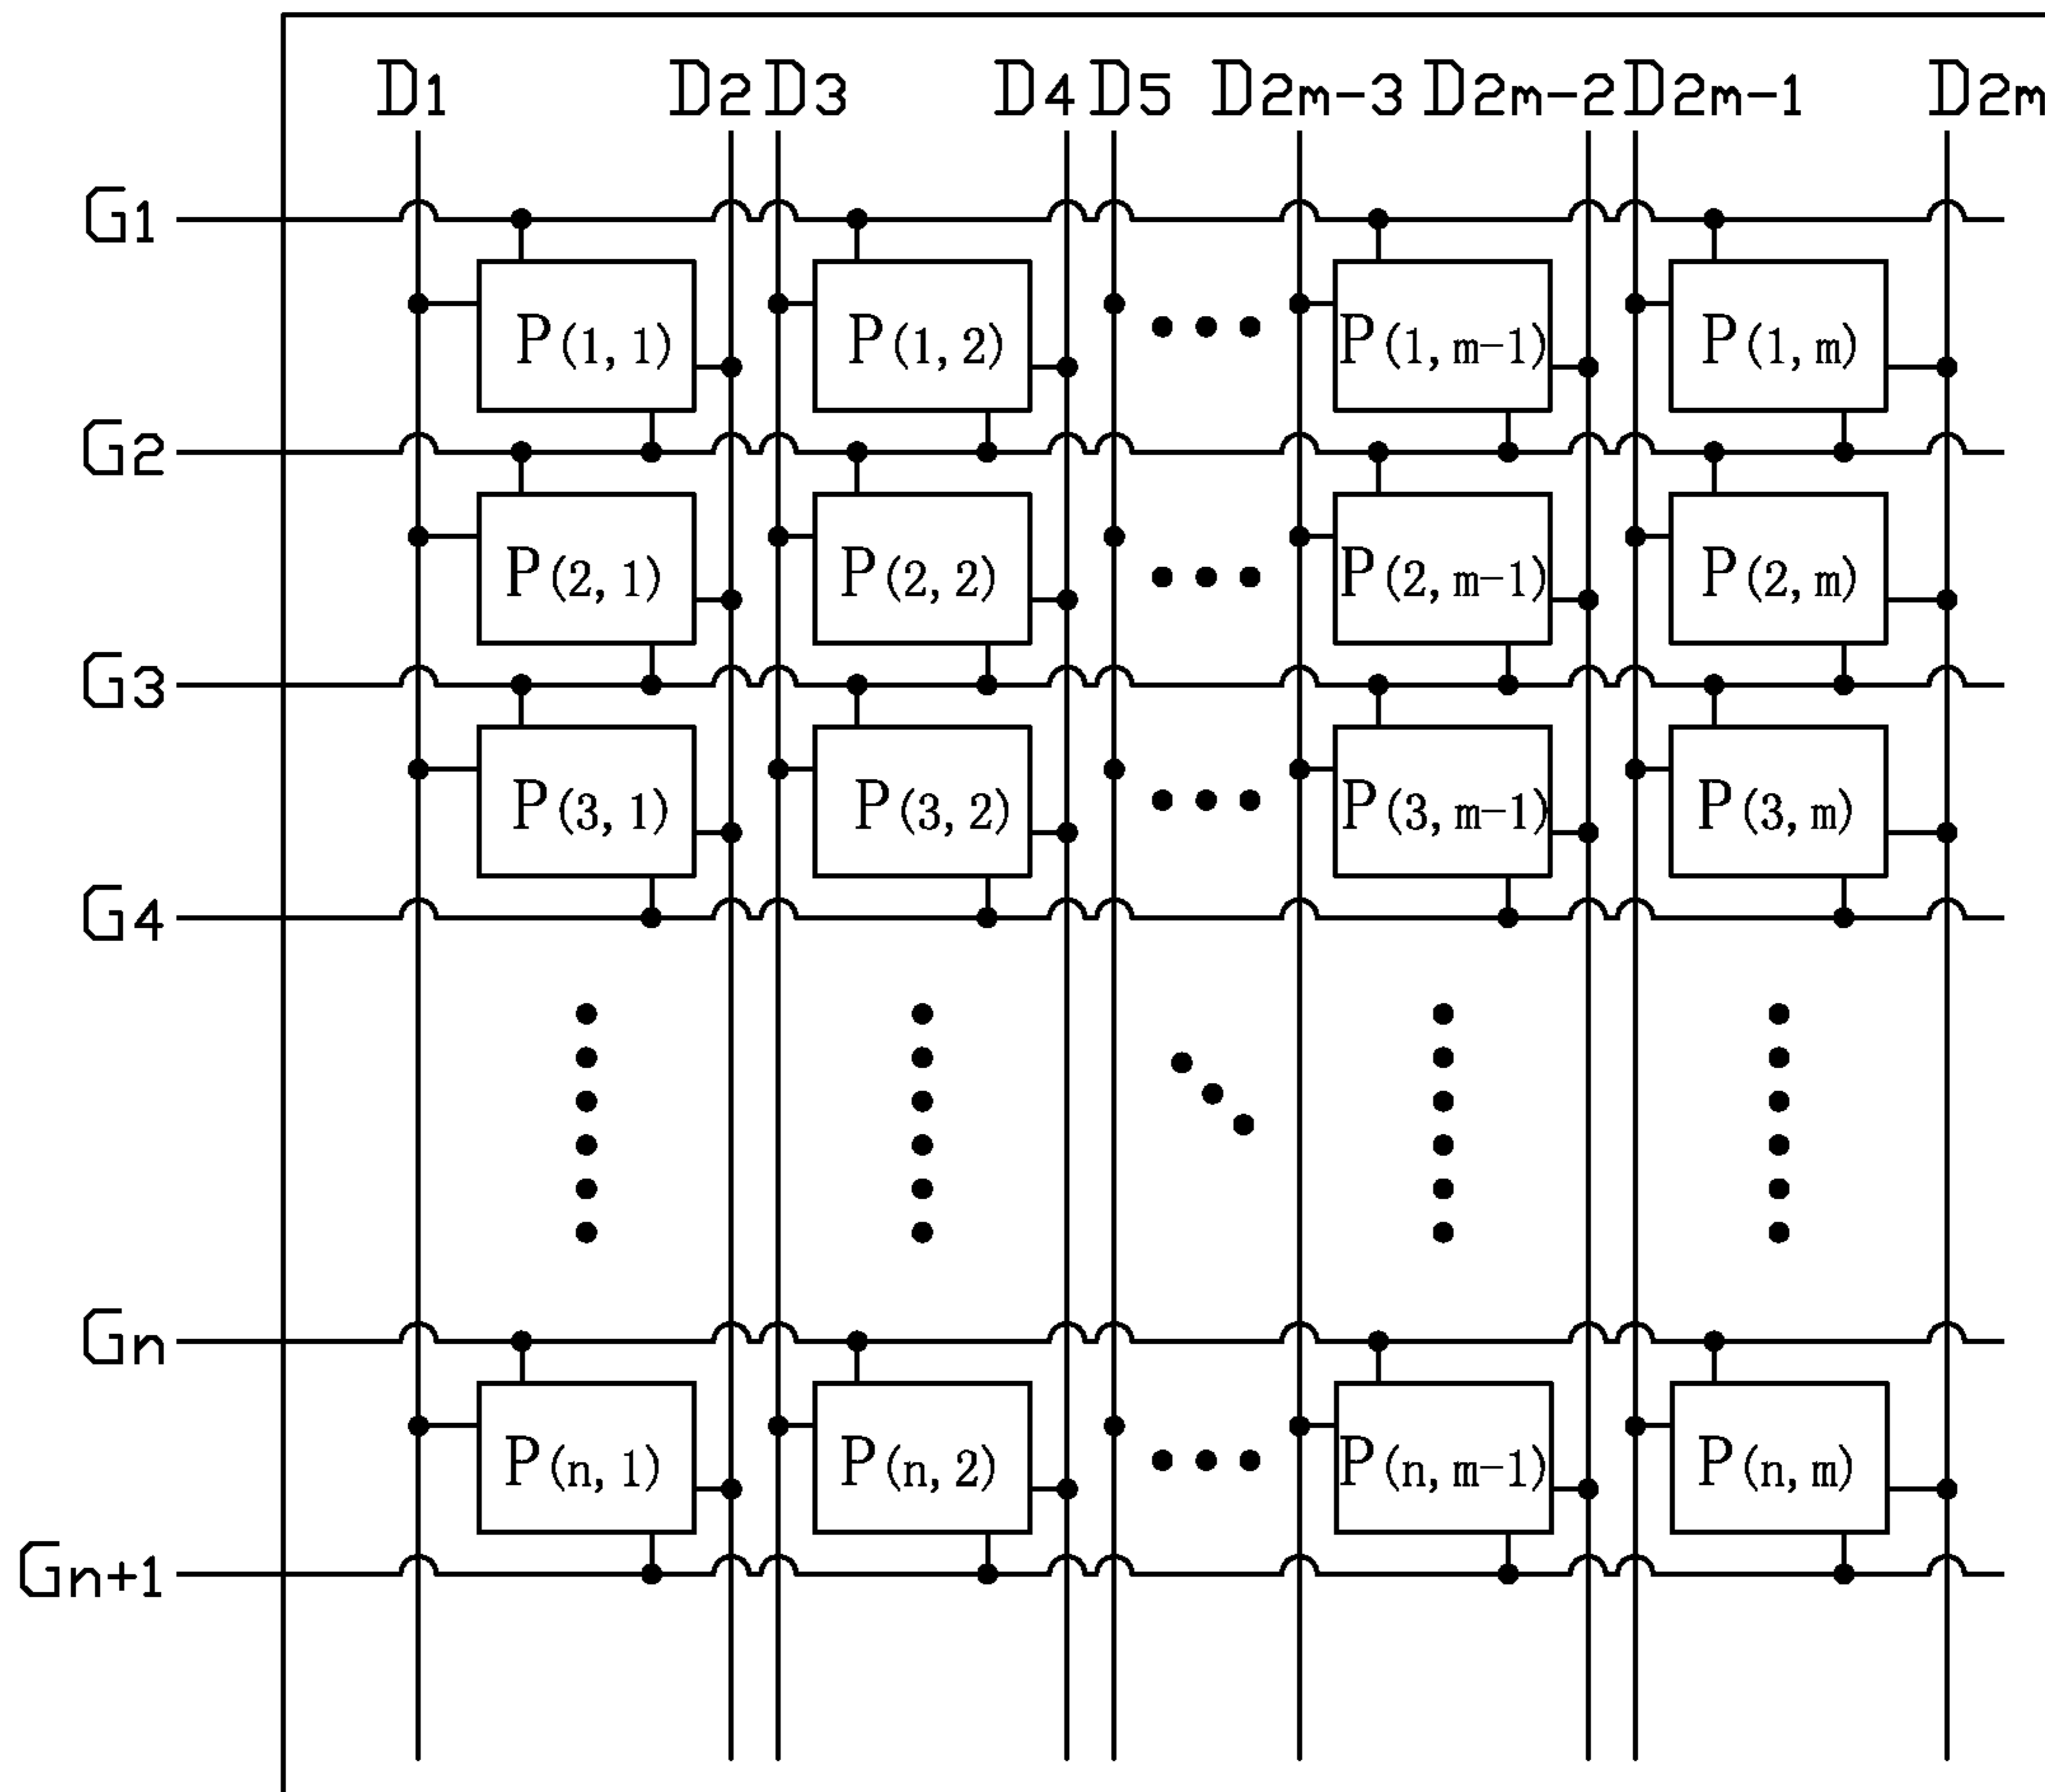 D1 D2 D3 D4 D5 D2m-3 D2m-2 D2m-1 D2m
G1
P(1,1) P(1,2) P(1,m-1) P(1,m)
G2
P(2,1) P(2,2) P(2,m-1) P(2,m)
G3
P(3,1) P(3,2) P(3,m-1) P(3,m)
G4
Gn
P(n,1) P(n,2) P(n,m-1) P(n,m)
Gn+1